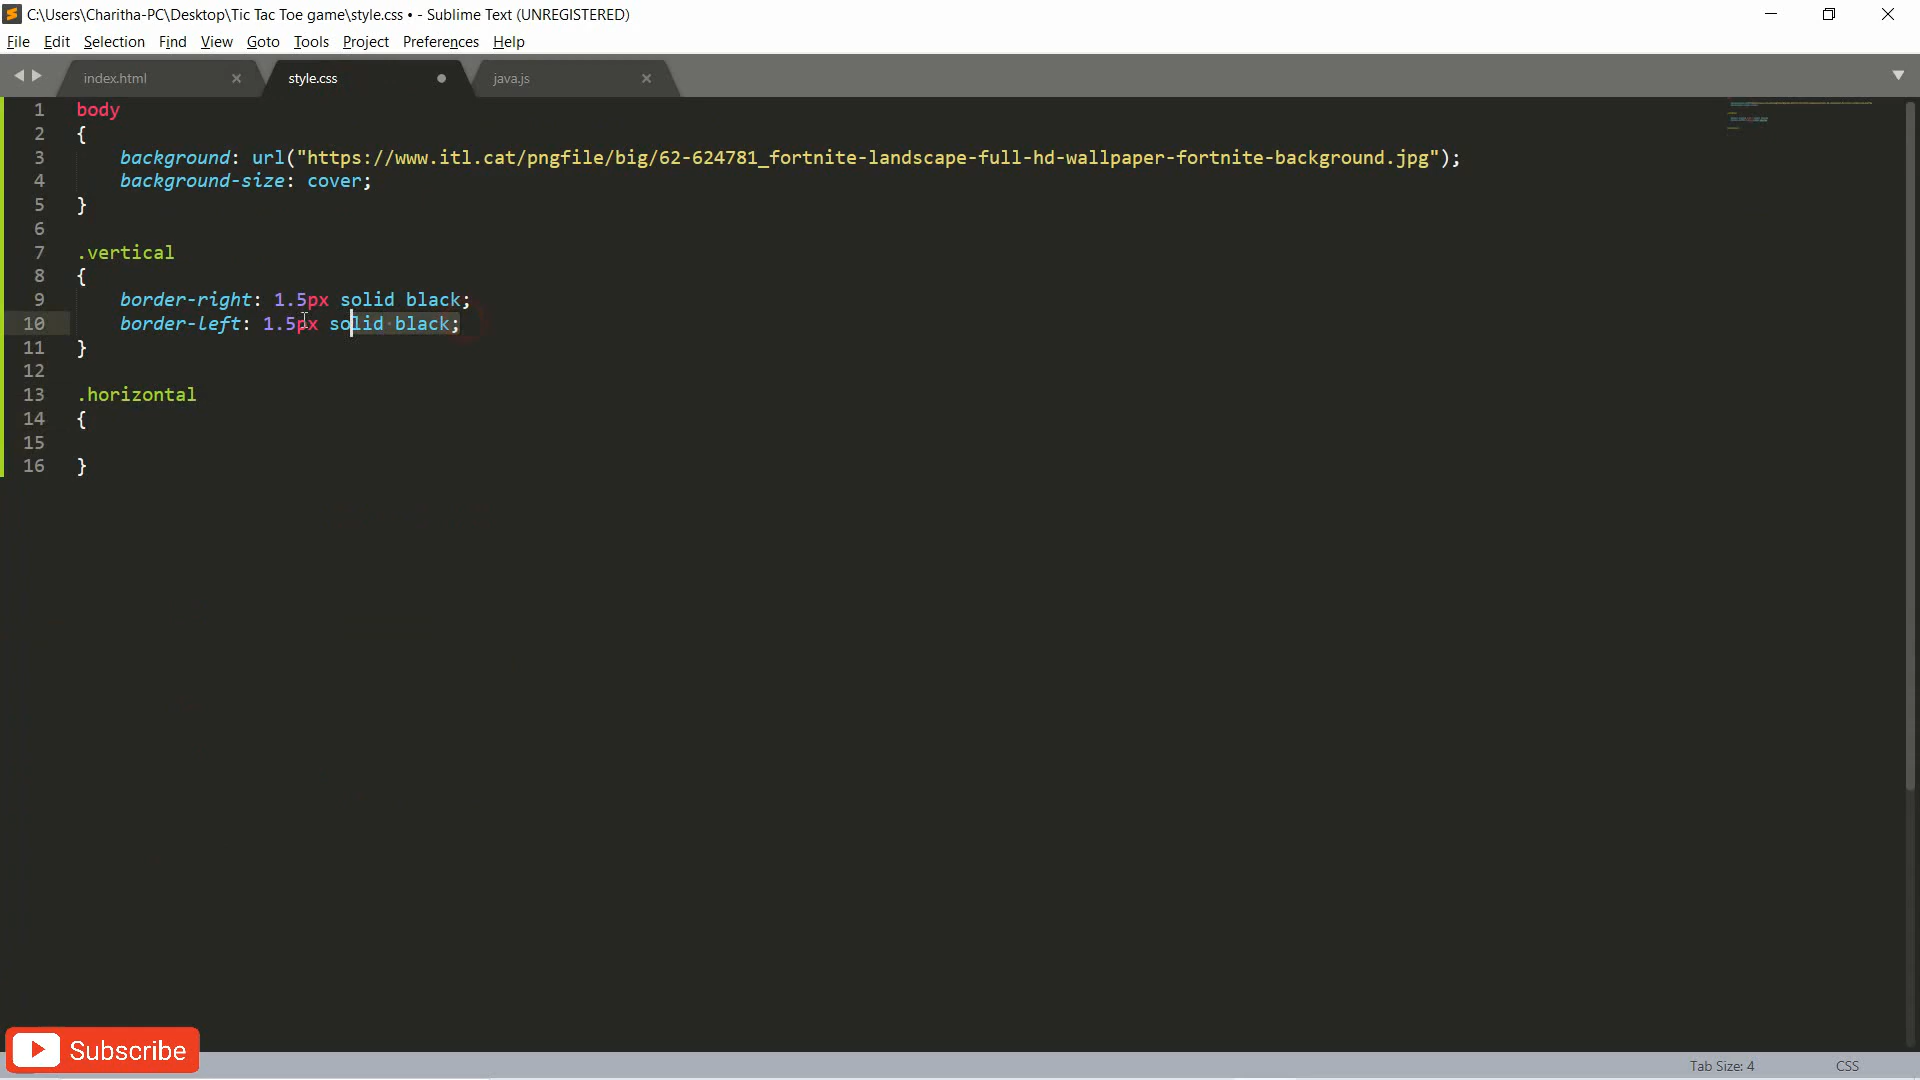 C:\Users\Charitha-PC\Desktop\Tic Tac Toe game\style.css • - Sublime Text (UNREGISTERED)
File Edit Selection Find View Goto Tools Project Preferences Help
index.html style.css java.js
1 body
2 {
3 background: url("https://www.itl.cat/pngfile/big/62-624781_fortnite-landscape-full-hd-wallpaper-fortnite-background.jpg");
4 background-size: cover;
5 }
6
7 .vertical
8 {
9 border-right: 1.5px solid black;
10 border-left: 1.5px solid black;
11 }
12
13 .horizontal
14 {
15
16 }
Subscribe
Tab Size: 4 CSS